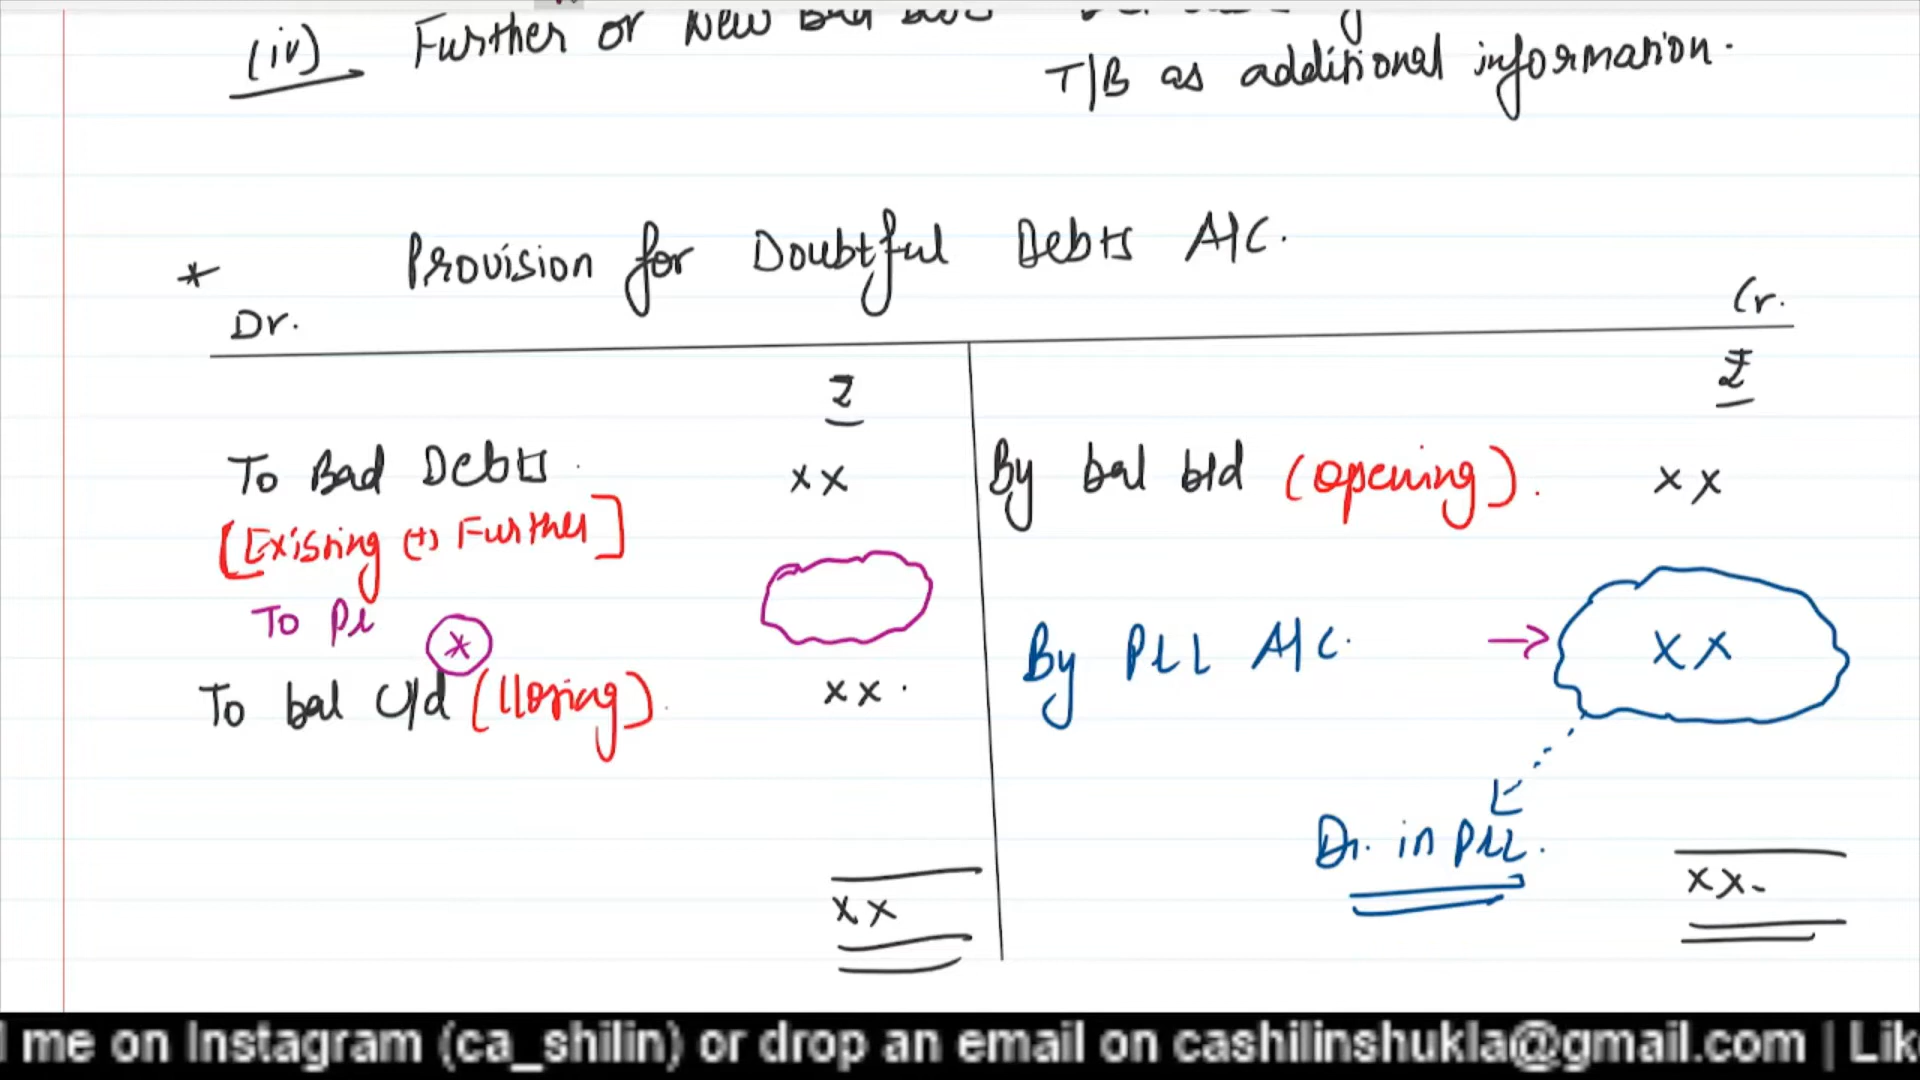 (iv) Further or New Bad
T/B as additional information.
* Provision for Doubtful Debts A/C.
Dr. Cr.
₹ ₹
To Bad Debts. xx By bal b/d (opening). xx
[Existing (+) Further]
To P
By P&L A/C. → xx
*
To bal c/d (closing). xx.
Dr. in P&L.
xx xx.
l me on Instagram (ca_shilin) or drop an email on cashilinshukla@gmail.com | Lik